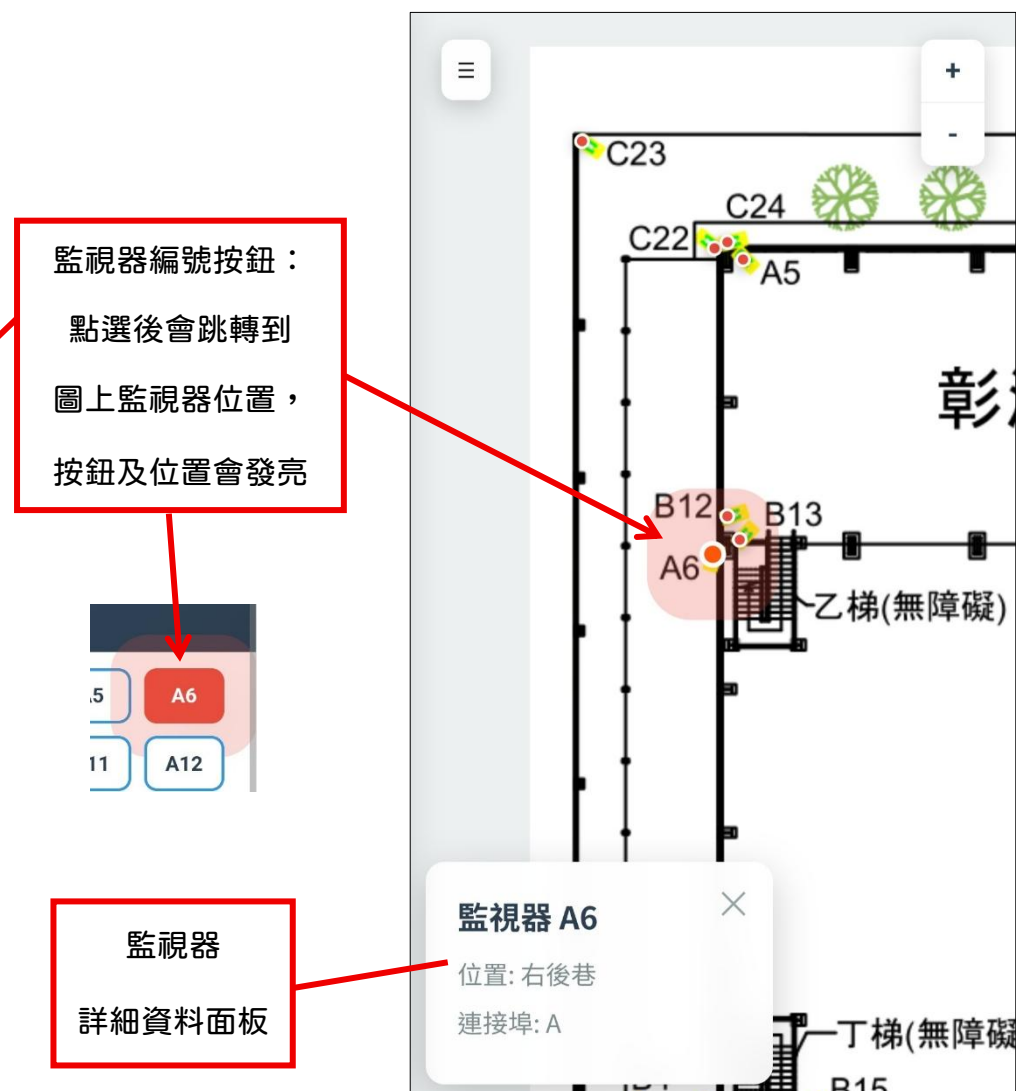 ☰
+
-
C23
C24
C22
A5
監視器編號按鈕：
點選後會跳轉到
圖上監視器位置，
按鈕及位置會發亮
彰
B12
B13
A6
乙梯(無障礙)
A6
11
A12
監視器 A6
位置: 右後巷
連接埠: A
監視器
詳細資料面板
丁梯(無障礙
B15